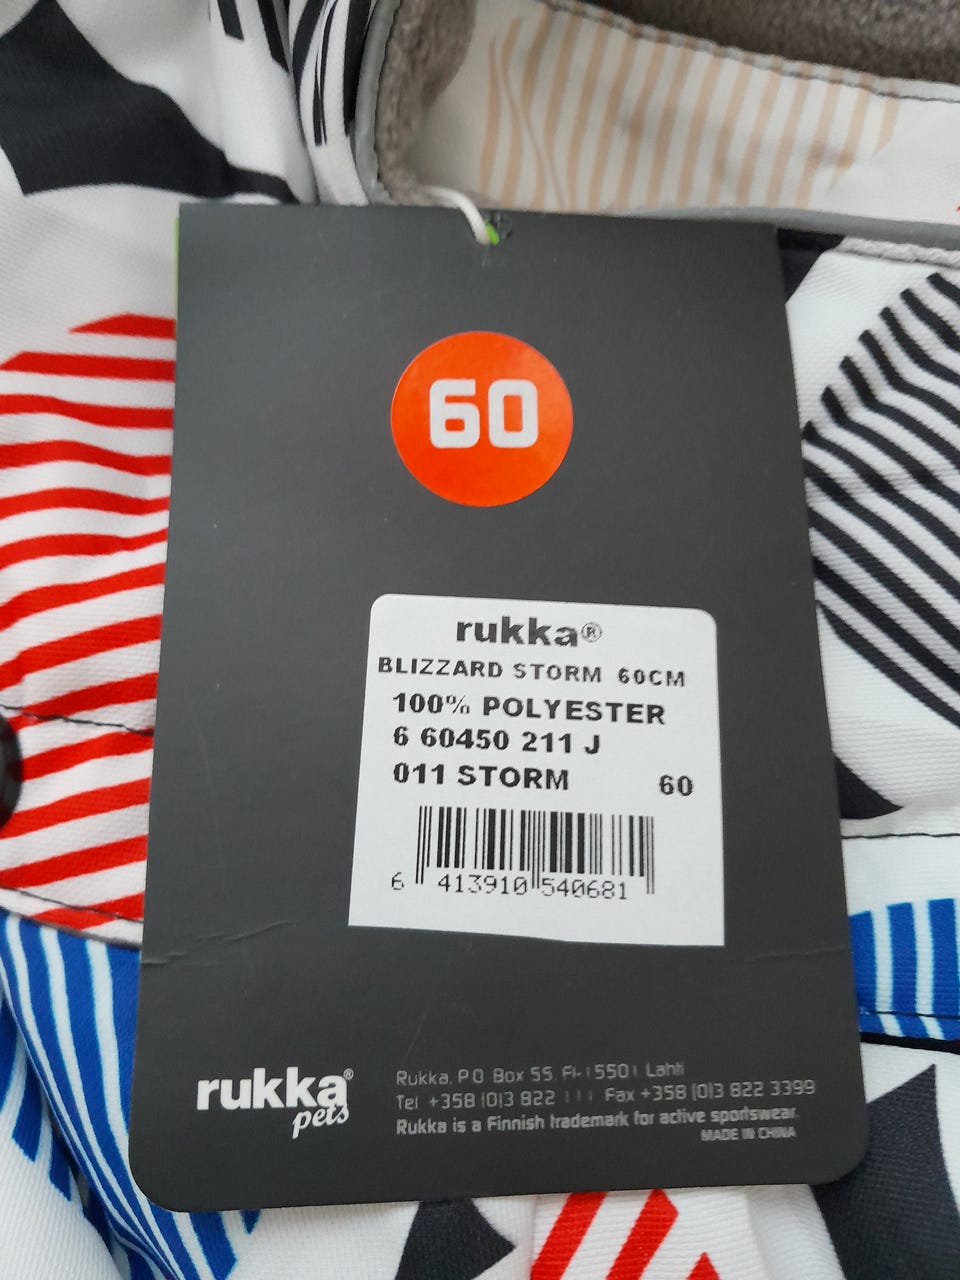 60
rukka®
BLIZZARD STORM 60CM
100% POLYESTER
6 60450 211 J
011 STORM 60
6 413910 540681
rukka®
pets
Rukka, P.O Box 55, FI-15501 Lahti
Tel +358 (0)3 822 111 Fax +358 (0)3 822 3399
Rukka is a Finnish trademark for active sportswear.
MADE IN CHINA